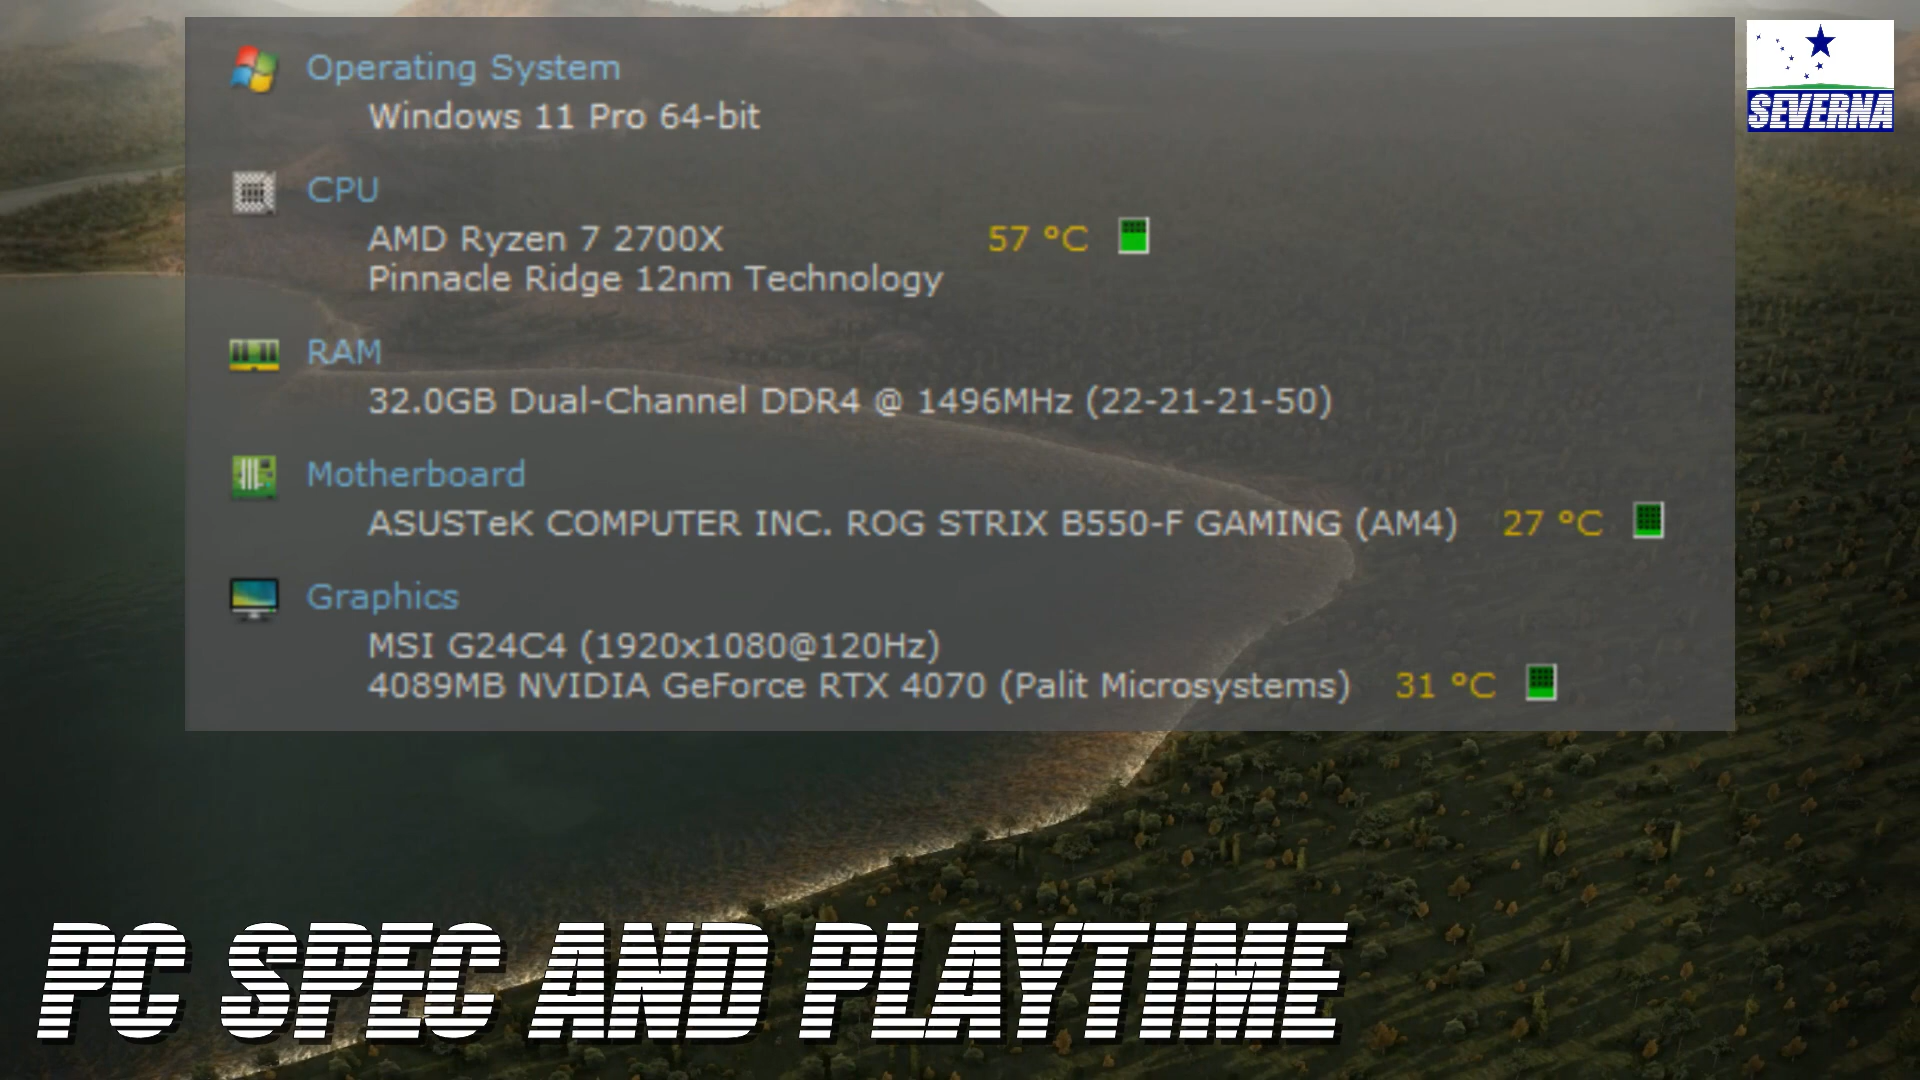 Operating System
Windows 11 Pro 64-bit
SEVERNA
CPU
AMD Ryzen 7 2700X 57 °C
Pinnacle Ridge 12nm Technology
RAM
32.0GB Dual-Channel DDR4 @ 1496MHz (22-21-21-50)
Motherboard
ASUSTeK COMPUTER INC. ROG STRIX B550-F GAMING (AM4) 27 °C
Graphics
MSI G24C4 (1920x1080@120Hz)
4089MB NVIDIA GeForce RTX 4070 (Palit Microsystems) 31 °C
PC SPEC AND PLAYTIME